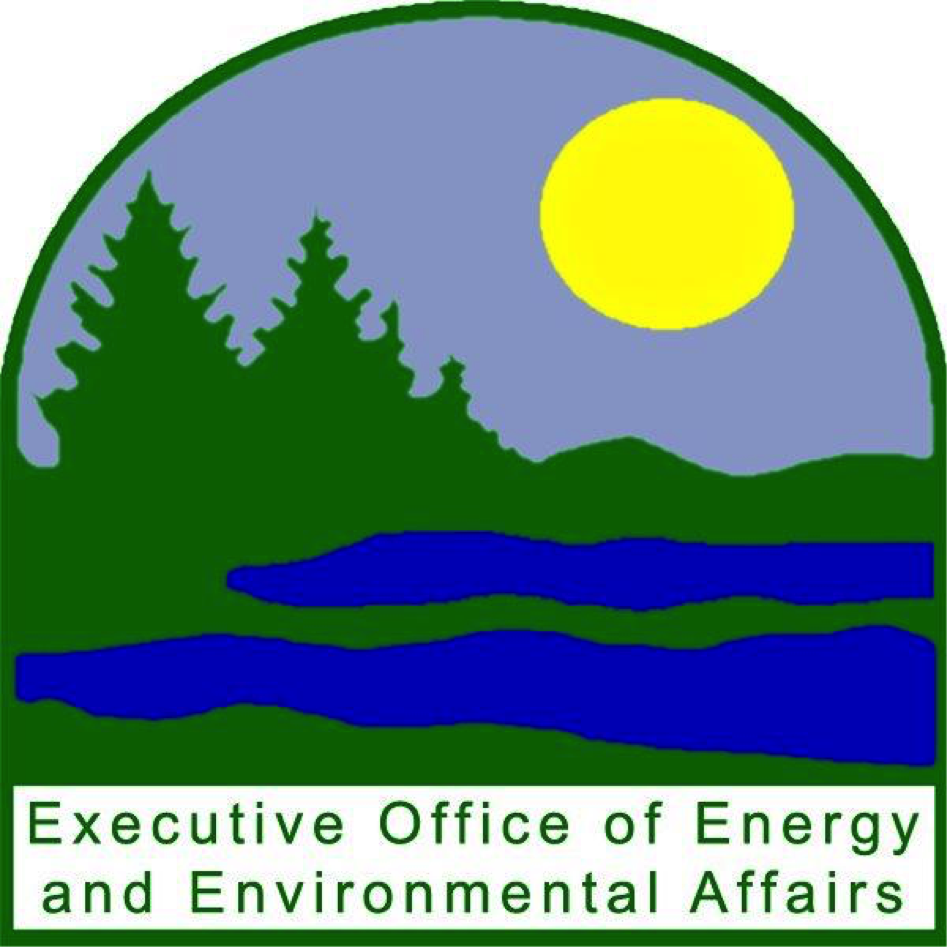 Executive Office of Energy
and Environmental Affairs